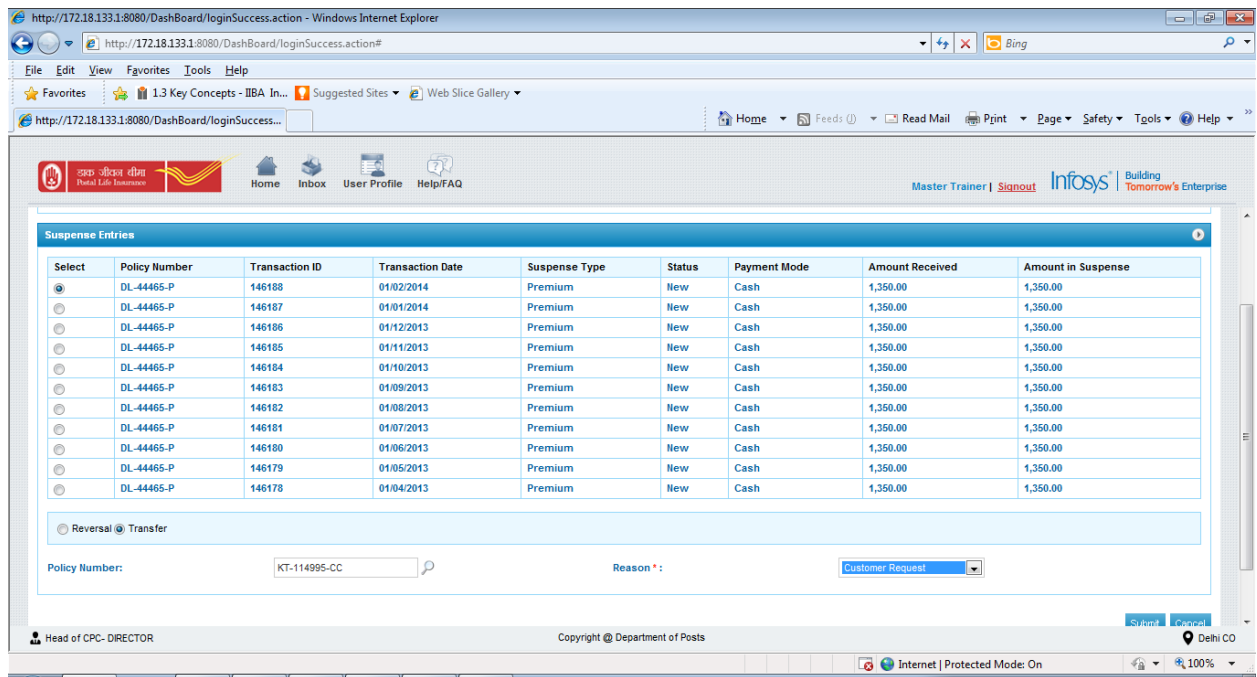 http://172.18.133.1:8080/DashBoard/loginSuccess.action - Windows Internet Explorer
http://172.18.133.1:8080/DashBoard/loginSuccess.action#
Bing
File Edit View Favorites Tools Help
Favorites 1.3 Key Concepts - IIBA In... Suggested Sites Web Slice Gallery
http://172.18.133.1:8080/DashBoard/loginSuccess... Home Feeds (J) Read Mail Print Page Safety Tools Help »
डाक जीवन बीमा
Postal Life Insurance
Home Inbox User Profile Help/FAQ
Master Trainer | Signout Infosys® | Building Tomorrow's Enterprise
Suspense Entries
Select Policy Number Transaction ID Transaction Date Suspense Type Status Payment Mode Amount Received Amount in Suspense
DL-44465-P 146188 01/02/2014 Premium New Cash 1,350.00 1,350.00
DL-44465-P 146187 01/01/2014 Premium New Cash 1,350.00 1,350.00
DL-44465-P 146186 01/12/2013 Premium New Cash 1,350.00 1,350.00
DL-44465-P 146185 01/11/2013 Premium New Cash 1,350.00 1,350.00
DL-44465-P 146184 01/10/2013 Premium New Cash 1,350.00 1,350.00
DL-44465-P 146183 01/09/2013 Premium New Cash 1,350.00 1,350.00
DL-44465-P 146182 01/08/2013 Premium New Cash 1,350.00 1,350.00
DL-44465-P 146181 01/07/2013 Premium New Cash 1,350.00 1,350.00
DL-44465-P 146180 01/06/2013 Premium New Cash 1,350.00 1,350.00
DL-44465-P 146179 01/05/2013 Premium New Cash 1,350.00 1,350.00
DL-44465-P 146178 01/04/2013 Premium New Cash 1,350.00 1,350.00
Reversal Transfer
Policy Number: KT-114995-CC Reason * : Customer Request
Submit Cancel
Head of CPC- DIRECTOR Copyright @ Department of Posts Delhi CO
Internet | Protected Mode: On 100%